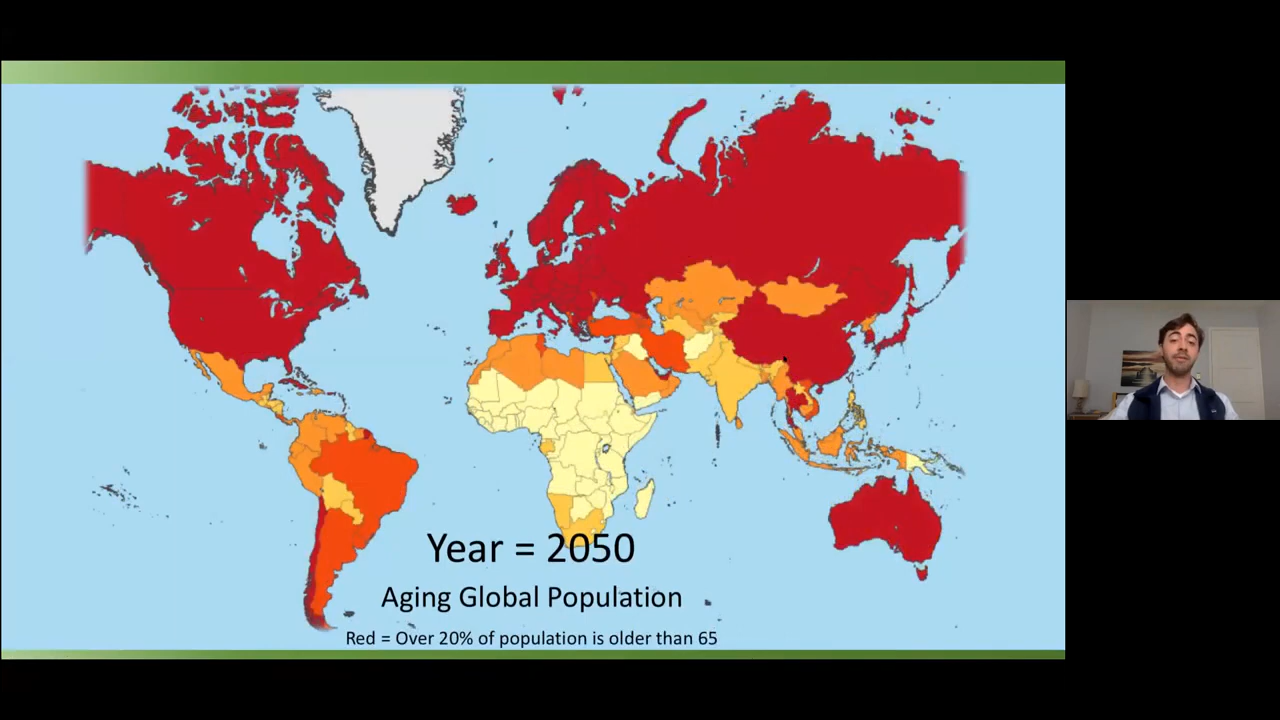 Year = 2050
Aging Global Population
Red = Over 20% of population is older than 65